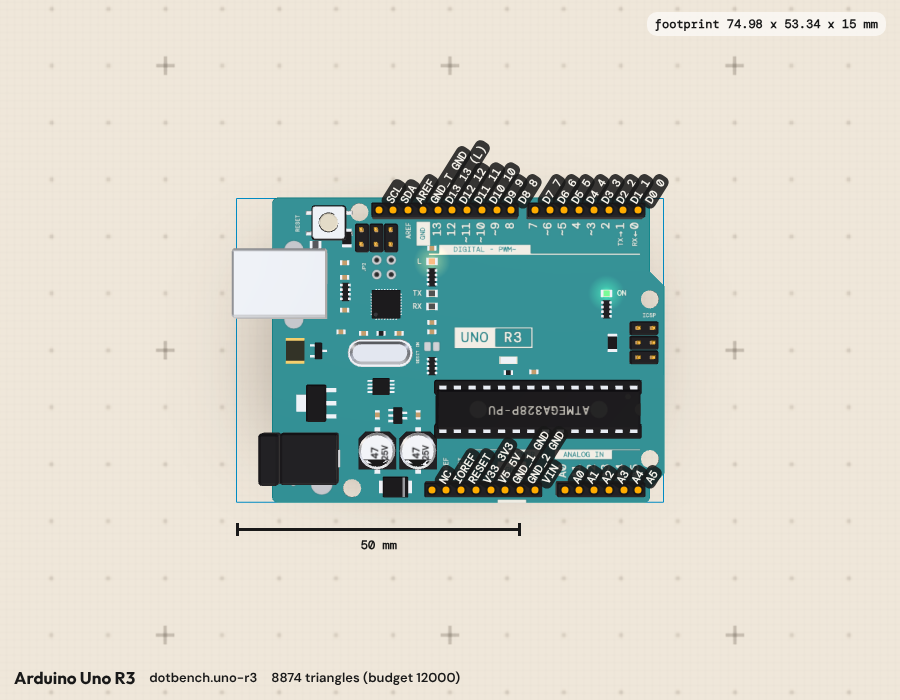 footprint 74.98 x 53.34 x 15 mm
SCL
SDA
AREF
D13 13 (L)
D12 12
D11 11
D10 10
D9 9
D8 8
D7 7
D6 6
D5 5
D4 4
D3 3
D2 2
D1 1
D0 0
RESET
AREF
GND
13
12
~11
~10
~9
8
7
~6
~5
4
~3
2
TX→1
RX←0
DIGITAL - PWM~
L
TX
RX
ON
ICSP
UNO R3
ATMEGA328P-PU
47
25V
47
25V
ANALOG IN
NC
IOREF
RESET
V33 3V3
V5 5V
GND_1 GND
GND_2 GND
VIN
A0
A1
A2
A3
A4
A5
50 mm
Arduino Uno R3 dotbench.uno-r3 8874 triangles (budget 12000)